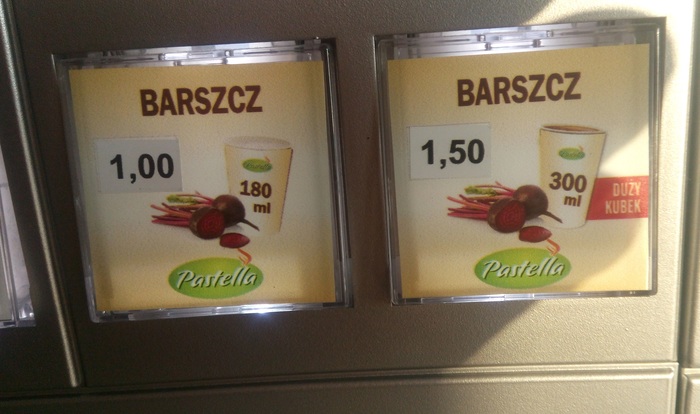 BARSZCZ
1,00
180
ml
Pastella
BARSZCZ
1,50
300
ml
DUŻY
KUBEK
Pastella